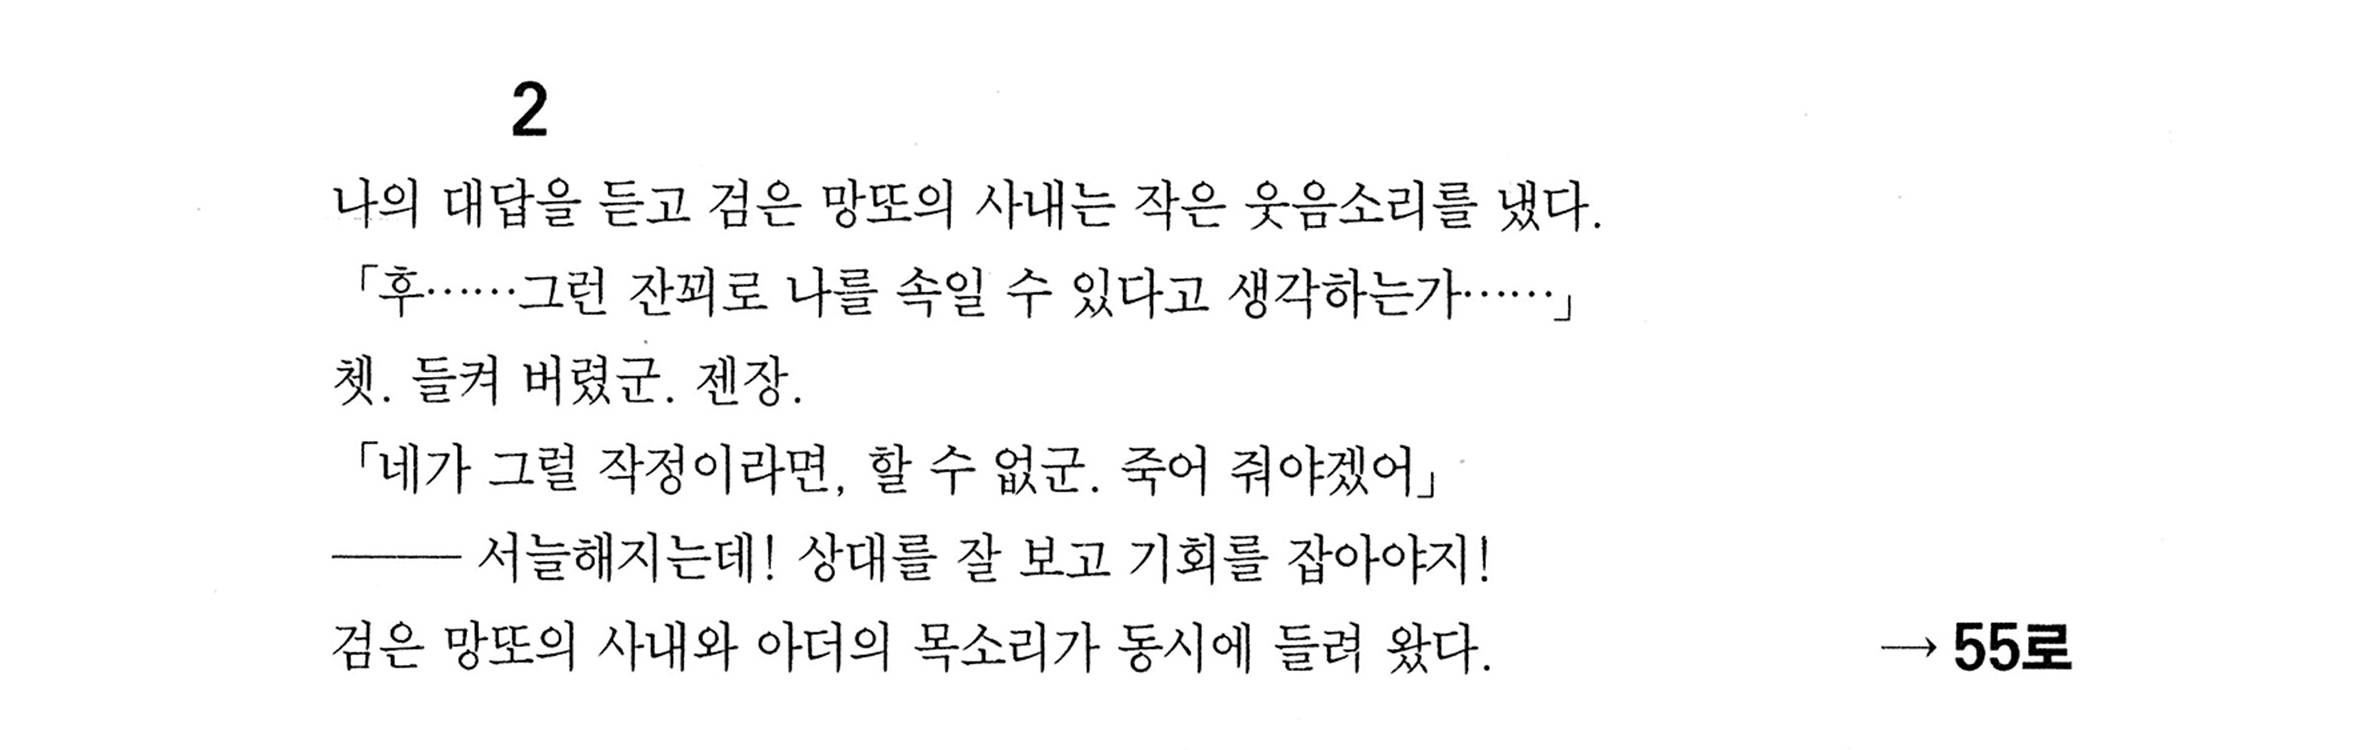 2
나의 대답을 듣고 검은 망또의 사내는 작은 웃음소리를 냈다.
「후……그런 잔꾀로 나를 속일 수 있다고 생각하는가……」
쳇. 들켜 버렸군. 젠장.
「네가 그럴 작정이라면, 할 수 없군. 죽어 줘야겠어」
─── 서늘해지는데! 상대를 잘 보고 기회를 잡아야지!
검은 망또의 사내와 아더의 목소리가 동시에 들려 왔다. → 55로